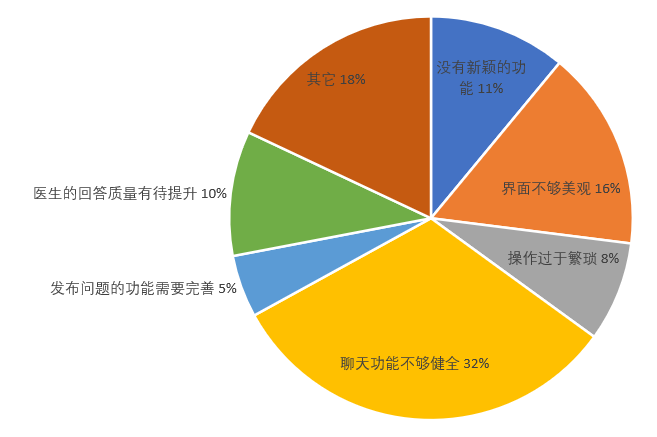 没有新颖的功
能 11%
其它 18%
界面不够美观 16%
医生的回答质量有待提升 10%
操作过于繁琐 8%
发布问题的功能需要完善 5%
聊天功能不够健全 32%